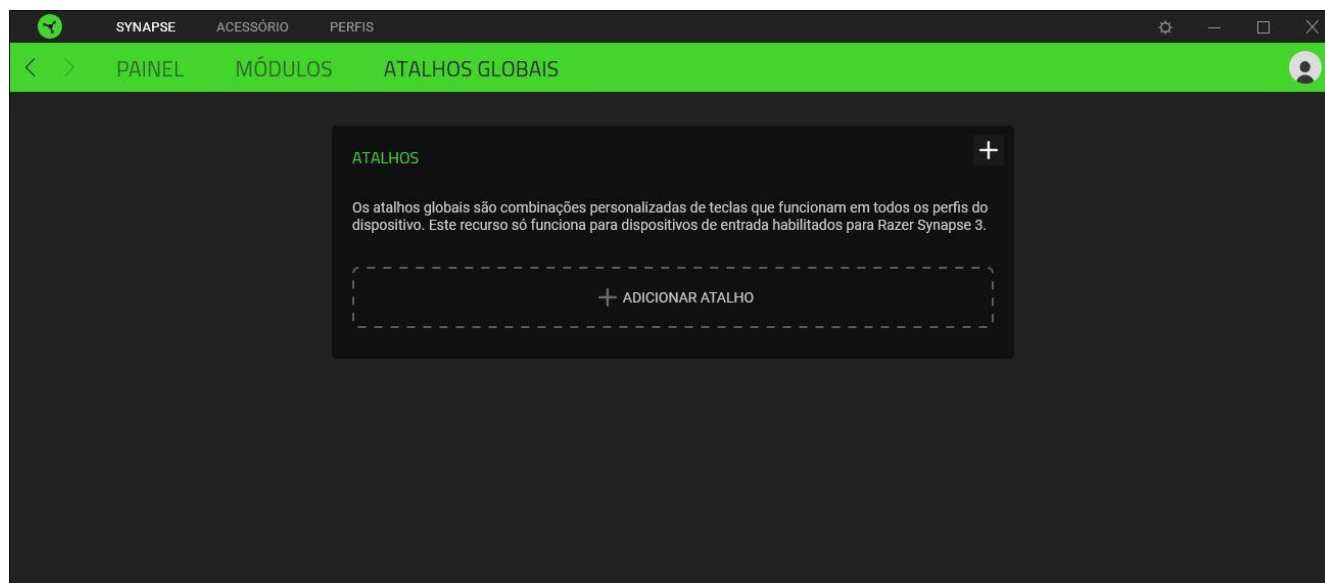 SYNAPSE ACESSÓRIO PERFIS
PAINEL MÓDULOS ATALHOS GLOBAIS
ATALHOS
Os atalhos globais são combinações personalizadas de teclas que funcionam em todos os perfis do
dispositivo. Este recurso só funciona para dispositivos de entrada habilitados para Razer Synapse 3.
ADICIONAR ATALHO